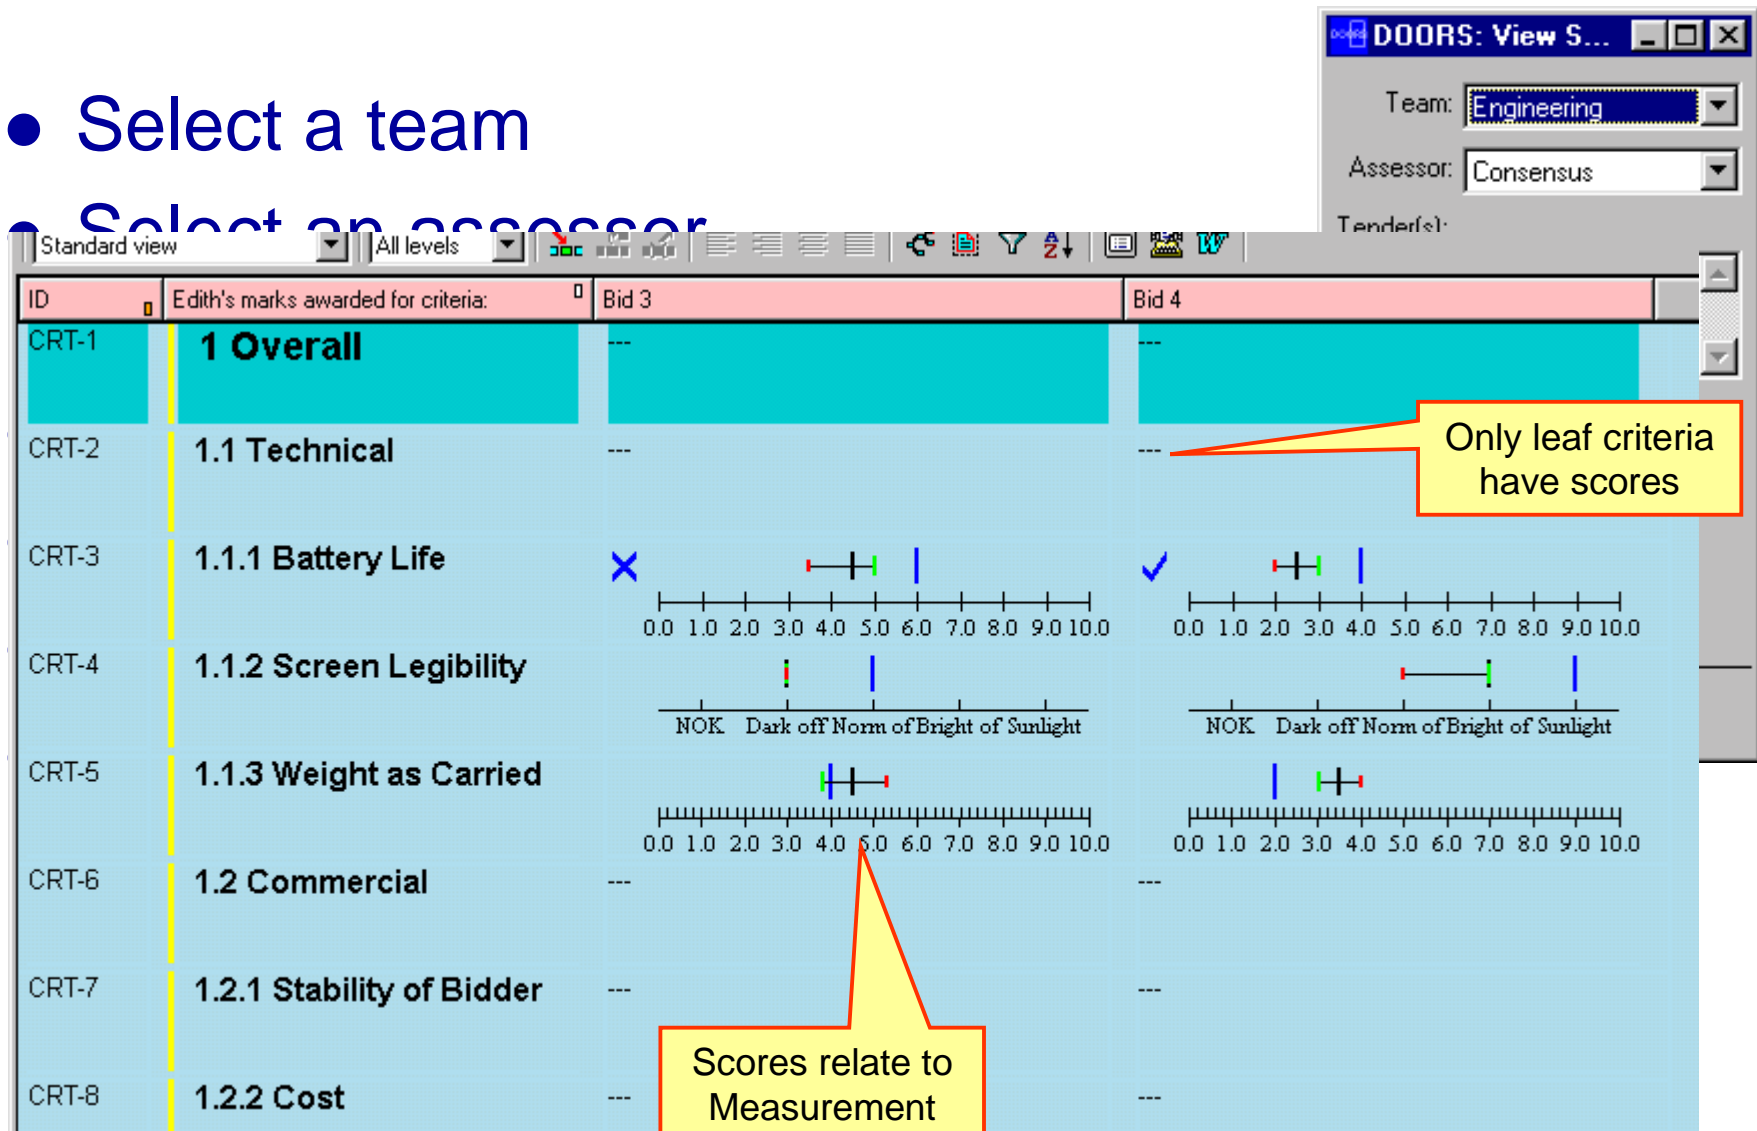 DOORS: View S...
● Select a team
Team: Engineering
Assessor: Consensus
● Select an assessor
Tender(s):
Standard view All levels
ID Edith's marks awarded for criteria: Bid 3 Bid 4
CRT-1 1 Overall --- ---
Only leaf criteria
have scores
CRT-2 1.1 Technical --- ---
CRT-3 1.1.1 Battery Life
0.0 1.0 2.0 3.0 4.0 5.0 6.0 7.0 8.0 9.0 10.0 0.0 1.0 2.0 3.0 4.0 5.0 6.0 7.0 8.0 9.0 10.0
CRT-4 1.1.2 Screen Legibility
NOK Dark off Norm of Bright of Sunlight NOK Dark off Norm of Bright of Sunlight
CRT-5 1.1.3 Weight as Carried
0.0 1.0 2.0 3.0 4.0 5.0 6.0 7.0 8.0 9.0 10.0 0.0 1.0 2.0 3.0 4.0 5.0 6.0 7.0 8.0 9.0 10.0
CRT-6 1.2 Commercial --- ---
CRT-7 1.2.1 Stability of Bidder --- ---
Scores relate to
Measurement
CRT-8 1.2.2 Cost --- ---